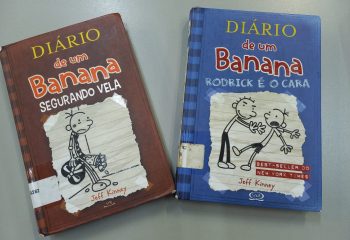 DIÁRIO
de um
Banana
SEGURANDO VELA
Jeff Kinney
DIÁRIO
de um
Banana
RODRICK É O CARA
BEST-SELLER DO
NEW YORK TIMES
Jeff Kinney